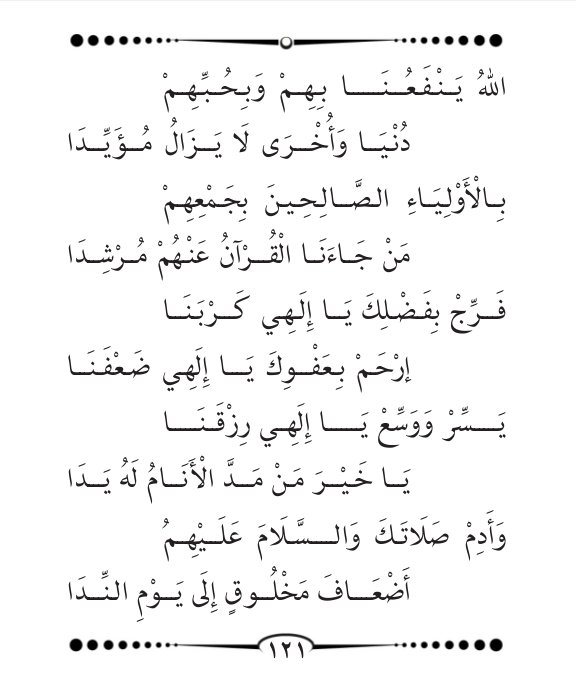 اللهُ يَنْفَعُنَا بِهِمْ وَبِحُبِّهِمْ
دُنْيَا وَأُخْرَى لَا يَزَالُ مُؤَيِّدَا
بِالْأَوْلِيَاءِ الصَّالِحِينَ بِجَمْعِهِمْ
مَنْ جَاءَنَا الْقُرْآنُ عَنْهُمْ مُرْشِدَا
فَرِّجْ بِفَضْلِكَ يَا إِلَهِي كَرْبَنَا
إرْحَمْ بِعَفْوِكَ يَا إِلَهِي ضَعْفَنَا
يَسِّرْ وَوَسِّعْ يَا إِلَهِي رِزْقَنَا
يَا خَيْرَ مَنْ مَدَّ الْأَنَامُ لَهُ يَدَا
وَأَدِمْ صَلَاتَكَ وَالسَّلَامَ عَلَيْهِمُ
أَضْعَافَ مَخْلُوقٍ إِلَى يَوْمِ النِّدَا
١٢١